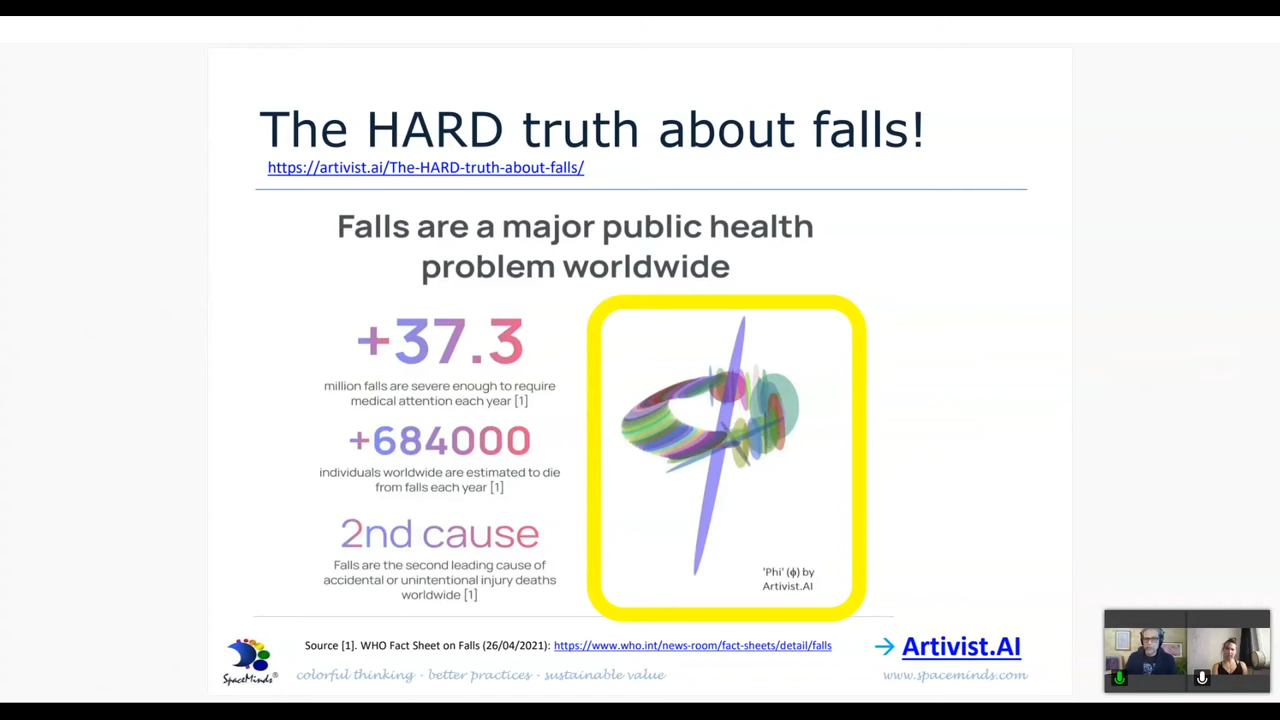 The HARD truth about falls!
https://artivist.ai/The-HARD-truth-about-falls/
Falls are a major public health
problem worldwide
+37.3
million falls are severe enough to require
medical attention each year [1]
+684000
individuals worldwide are estimated to die
from falls each year [1]
2nd cause
Falls are the second leading cause of
accidental or unintentional injury deaths
worldwide [1]
'Phi' (ϕ) by
Artivist.AI
Source [1]. WHO Fact Sheet on Falls (26/04/2021): https://www.who.int/news-room/fact-sheets/detail/falls
→ Artivist.AI
SpaceMinds®
colorful thinking - better practices - sustainable value
www.spaceminds.com